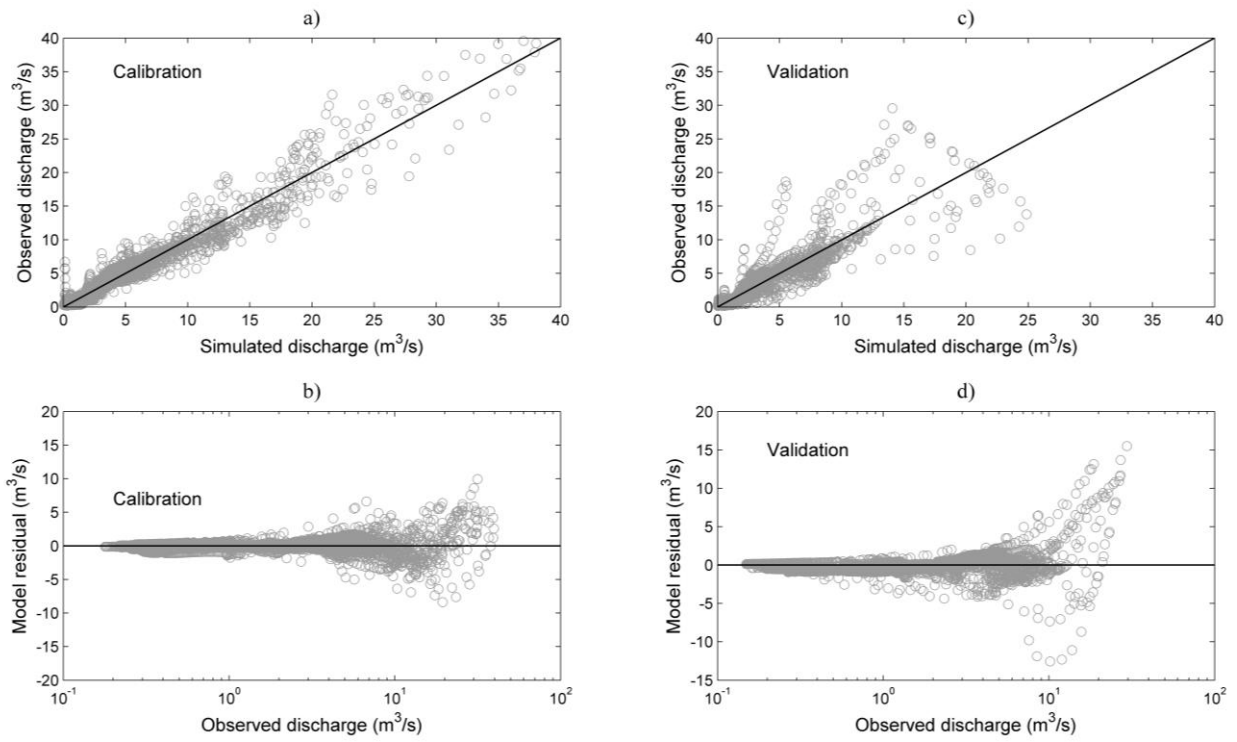 a)
Calibration
Observed discharge (m³/s)
40
35
30
25
20
15
10
5
0
0 5 10 15 20 25 30 35 40
Simulated discharge (m³/s)
c)
Validation
Observed discharge (m³/s)
40
35
30
25
20
15
10
5
0
0 5 10 15 20 25 30 35 40
Simulated discharge (m³/s)
b)
Calibration
Model residual (m³/s)
20
15
10
5
0
-5
-10
-15
-20
10⁻¹ 10⁰ 10¹ 10²
Observed discharge (m³/s)
d)
Validation
Model residual (m³/s)
20
15
10
5
0
-5
-10
-15
10⁻¹ 10⁰ 10¹ 10²
Observed discharge (m³/s)